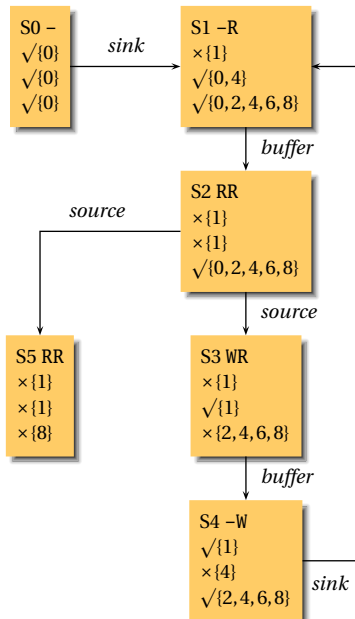 S0 –
√{0}
√{0}
√{0}
sink
S1 –R
×{1}
√{0,4}
√{0,2,4,6,8}
buffer
S2 RR
×{1}
×{1}
√{0,2,4,6,8}
source
source
S5 RR
×{1}
×{1}
×{8}
S3 WR
×{1}
√{1}
×{2,4,6,8}
buffer
S4 –W
√{1}
×{4}
√{2,4,6,8}
sink